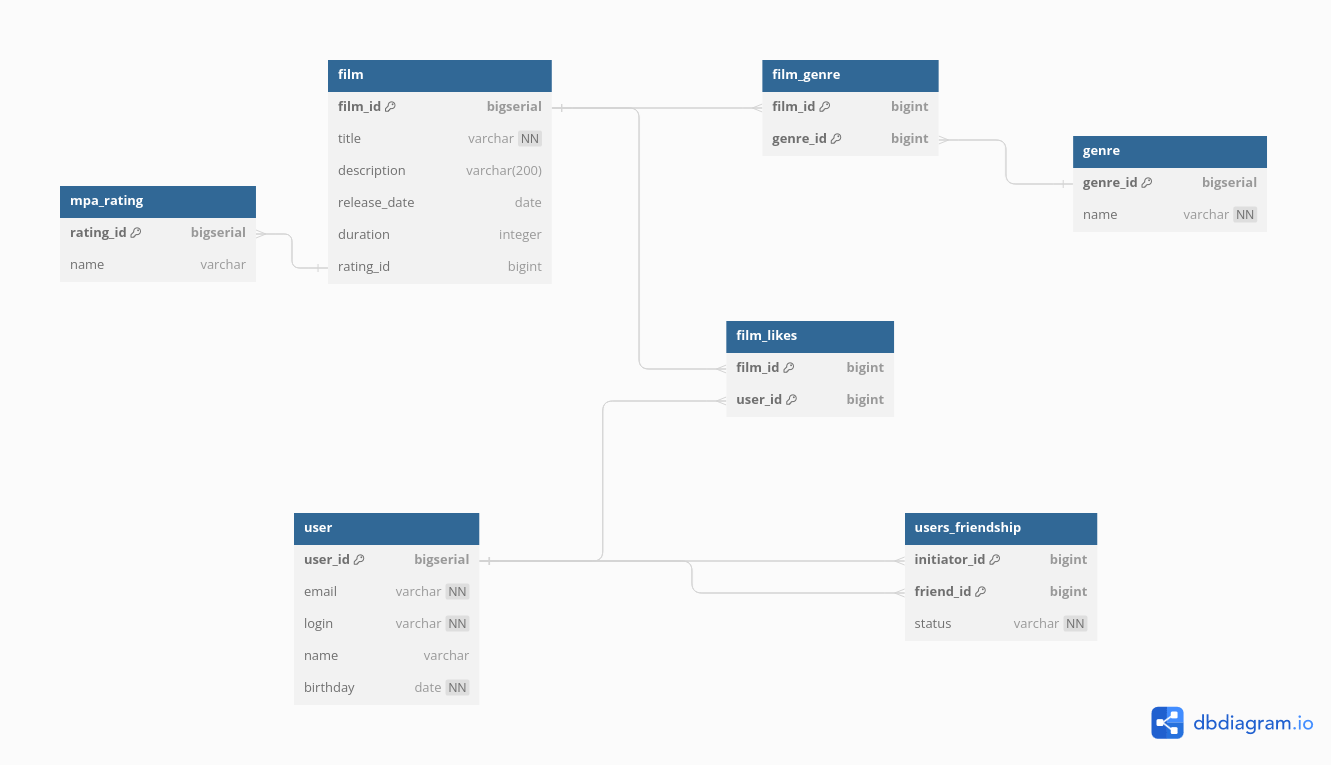 film
film_id bigserial
title varchar NN
description varchar(200)
release_date date
duration integer
rating_id bigint
film_genre
film_id bigint
genre_id bigint
genre
genre_id bigserial
name varchar NN
mpa_rating
rating_id bigserial
name varchar
film_likes
film_id bigint
user_id bigint
user
user_id bigserial
email varchar NN
login varchar NN
name varchar
birthday date NN
users_friendship
initiator_id bigint
friend_id bigint
status varchar NN
dbdiagram.io